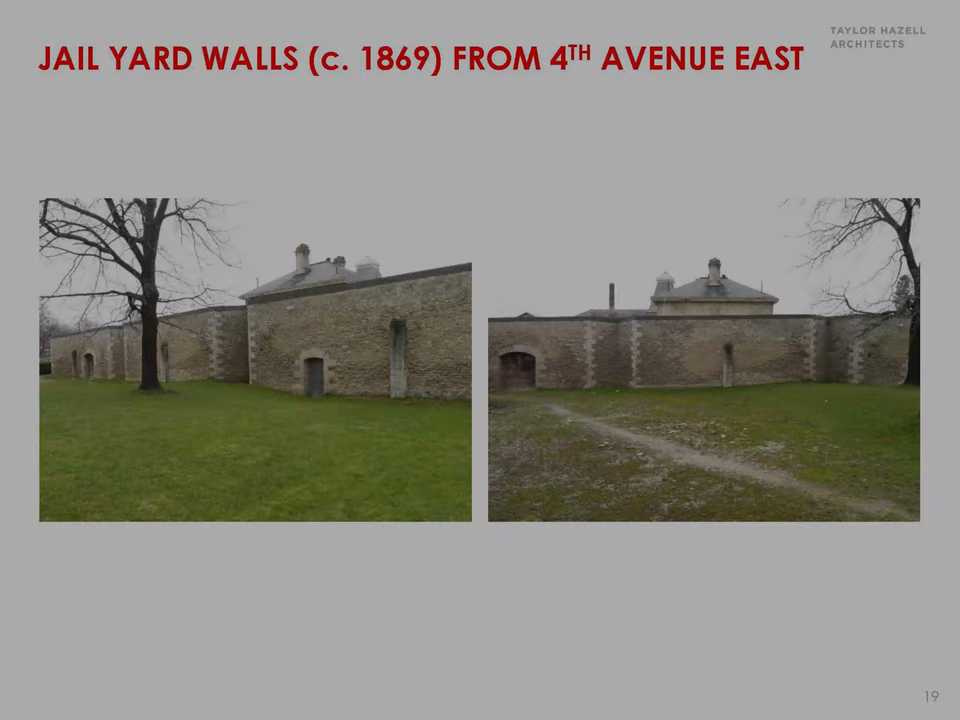 JAIL YARD WALLS (c. 1869) FROM 4TH AVENUE EAST
TAYLOR HAZELL
ARCHITECTS
19